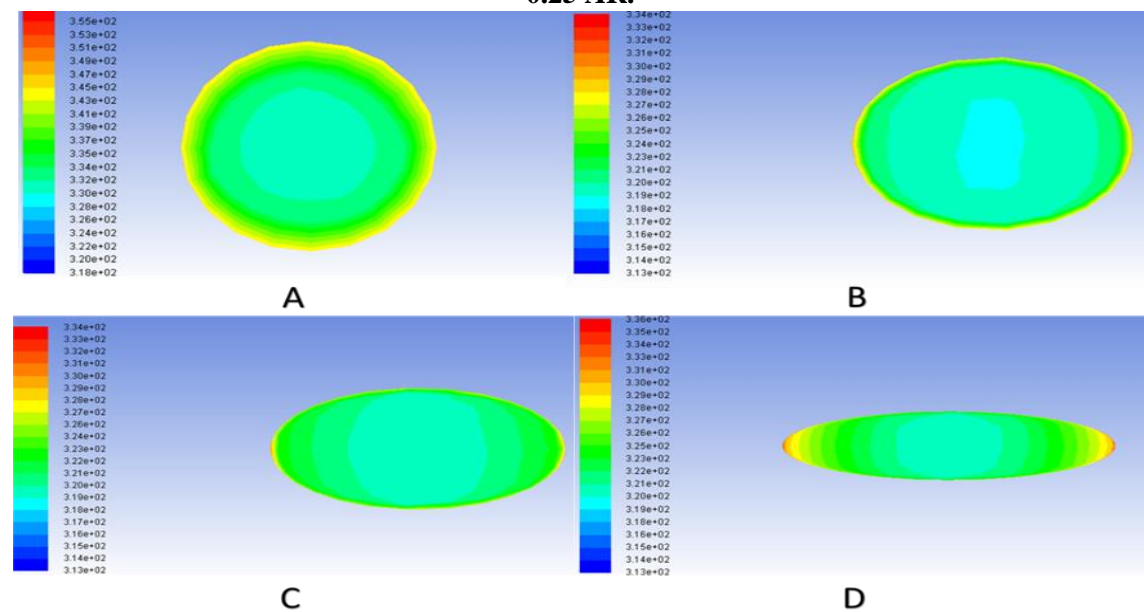 0.25 AR.
3.55e+02
3.53e+02
3.51e+02
3.49e+02
3.47e+02
3.45e+02
3.43e+02
3.41e+02
3.39e+02
3.37e+02
3.35e+02
3.34e+02
3.32e+02
3.30e+02
3.28e+02
3.26e+02
3.24e+02
3.22e+02
3.20e+02
3.18e+02
A
3.34e+02
3.33e+02
3.32e+02
3.31e+02
3.30e+02
3.29e+02
3.28e+02
3.27e+02
3.26e+02
3.25e+02
3.24e+02
3.23e+02
3.21e+02
3.20e+02
3.19e+02
3.18e+02
3.17e+02
3.16e+02
3.15e+02
3.14e+02
3.13e+02
B
3.34e+02
3.33e+02
3.32e+02
3.31e+02
3.30e+02
3.29e+02
3.28e+02
3.27e+02
3.26e+02
3.24e+02
3.23e+02
3.22e+02
3.21e+02
3.20e+02
3.19e+02
3.18e+02
3.17e+02
3.16e+02
3.15e+02
3.14e+02
3.13e+02
C
3.36e+02
3.35e+02
3.34e+02
3.33e+02
3.31e+02
3.30e+02
3.29e+02
3.28e+02
3.27e+02
3.26e+02
3.25e+02
3.23e+02
3.22e+02
3.21e+02
3.20e+02
3.19e+02
3.18e+02
3.17e+02
3.15e+02
3.14e+02
3.13e+02
D